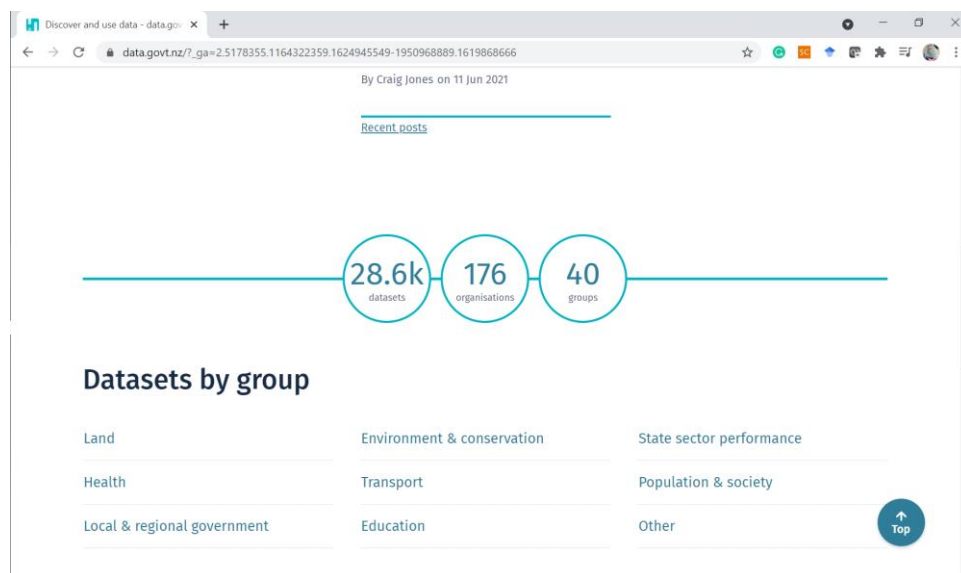 Discover and use data - data.gov
data.govt.nz/?_ga=2.5178355.1164322359.1624945549-1950968889.1619868666
By Craig Jones on 11 Jun 2021
Recent posts
28.6k 176 40
datasets organisations groups
Datasets by group
Land Environment & conservation State sector performance
Health Transport Population & society
Local & regional government Education Other
Top